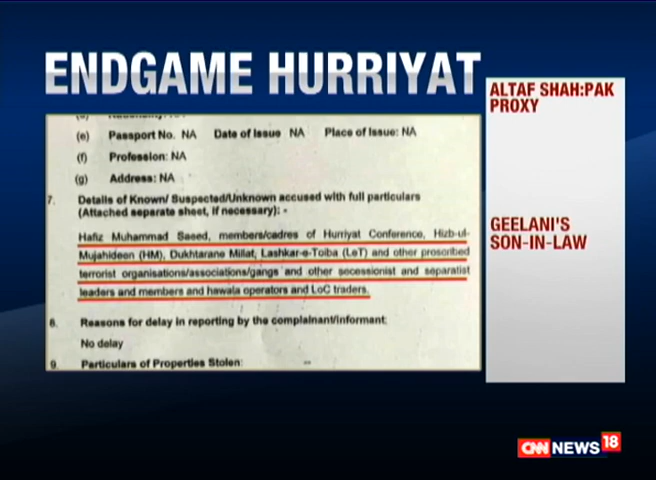 ENDGAME HURRIYAT
ALTAF SHAH:PAK
PROXY
GEELANI'S
SON-IN-LAW
(e) Passport No. NA Date of Issue NA Place of Issue: NA
(f) Profession: NA
(g) Address: NA
7. Details of Known/ Suspected/Unknown accused with full particulars
(Attached separate sheet, if necessary): -
Hafiz Muhammad Saeed, members/cadres of Hurriyat Conference, Hizb-ul-
Mujahideen (HM), Dukhtarane Millat, Lashkar-e-Toiba (LeT) and other proscribed
terrorist organisations/associations/gangs and other secessionist and separatist
leaders and members and hawala operators and LoC traders.
8. Reasons for delay in reporting by the complainant/informant:
No delay
9. Particulars of Properties Stolen: --
CNN NEWS 18